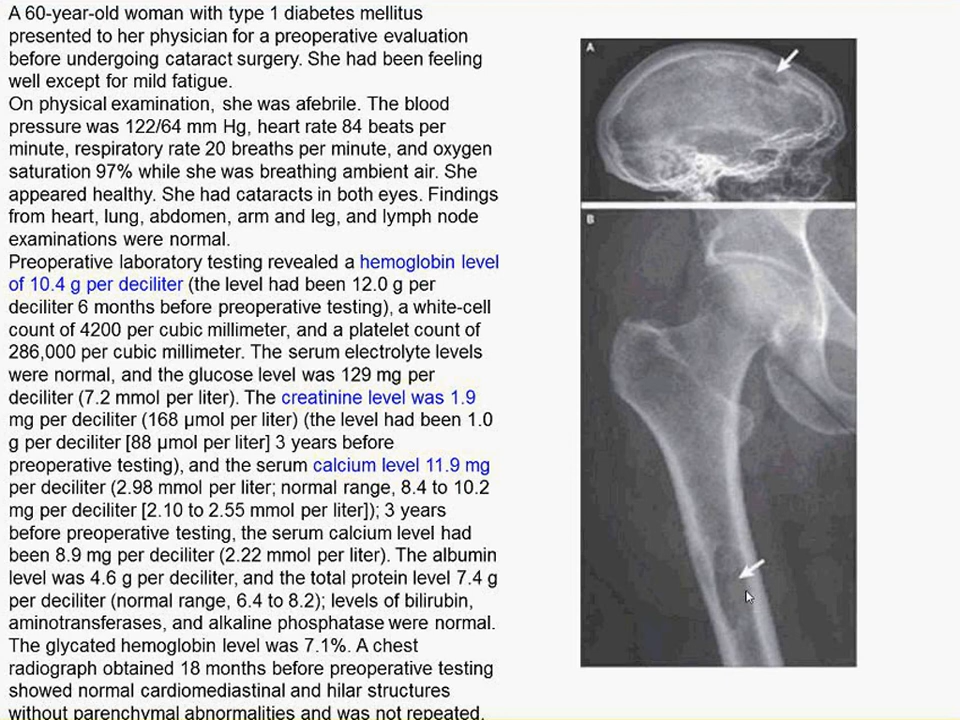 A 60-year-old woman with type 1 diabetes mellitus
presented to her physician for a preoperative evaluation
before undergoing cataract surgery. She had been feeling
well except for mild fatigue.
On physical examination, she was afebrile. The blood
pressure was 122/64 mm Hg, heart rate 84 beats per
minute, respiratory rate 20 breaths per minute, and oxygen
saturation 97% while she was breathing ambient air. She
appeared healthy. She had cataracts in both eyes. Findings
from heart, lung, abdomen, arm and leg, and lymph node
examinations were normal.
Preoperative laboratory testing revealed a hemoglobin level
of 10.4 g per deciliter (the level had been 12.0 g per
deciliter 6 months before preoperative testing), a white-cell
count of 4200 per cubic millimeter, and a platelet count of
286,000 per cubic millimeter. The serum electrolyte levels
were normal, and the glucose level was 129 mg per
deciliter (7.2 mmol per liter). The creatinine level was 1.9
mg per deciliter (168 µmol per liter) (the level had been 1.0
g per deciliter [88 µmol per liter] 3 years before
preoperative testing), and the serum calcium level 11.9 mg
per deciliter (2.98 mmol per liter; normal range, 8.4 to 10.2
mg per deciliter [2.10 to 2.55 mmol per liter]); 3 years
before preoperative testing, the serum calcium level had
been 8.9 mg per deciliter (2.22 mmol per liter). The albumin
level was 4.6 g per deciliter, and the total protein level 7.4 g
per deciliter (normal range, 6.4 to 8.2); levels of bilirubin,
aminotransferases, and alkaline phosphatase were normal.
The glycated hemoglobin level was 7.1%. A chest
radiograph obtained 18 months before preoperative testing
showed normal cardiomediastinal and hilar structures
without parenchymal abnormalities and was not repeated.
A
B